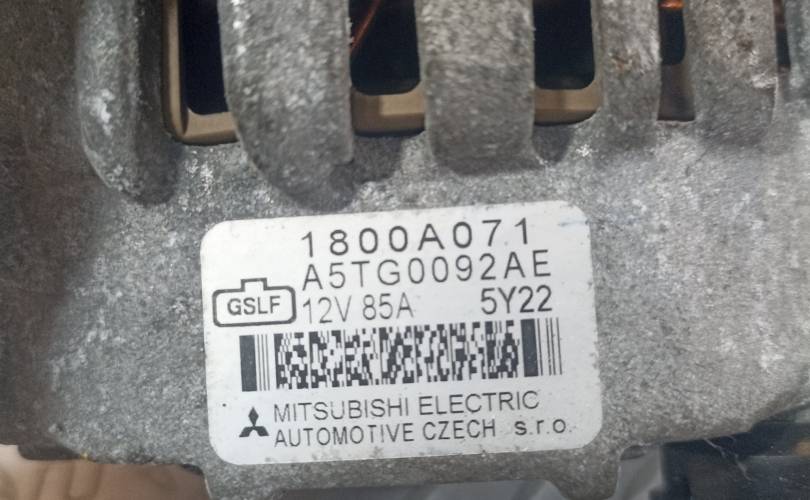 1800A071
A5TG0092AE
GSLF 12V 85A 5Y22
MITSUBISHI ELECTRIC
AUTOMOTIVE CZECH s.r.o.